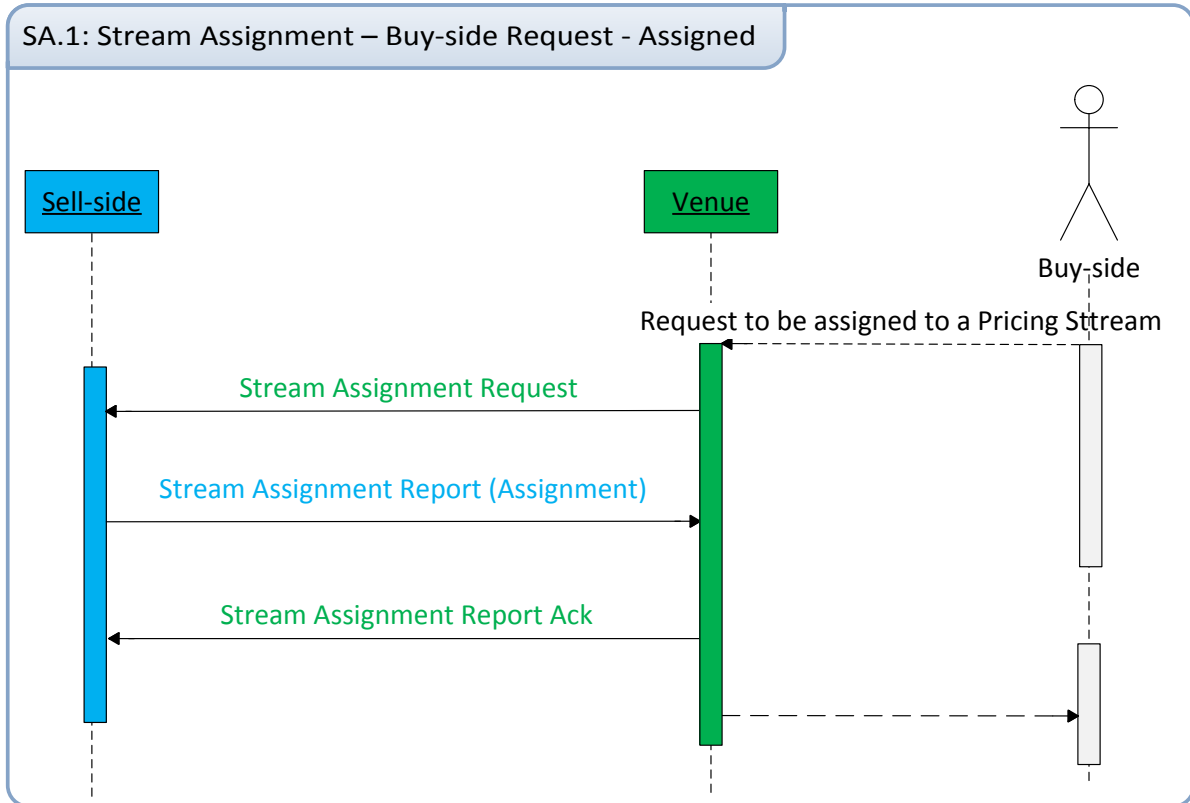 SA.1: Stream Assignment – Buy-side Request - Assigned
Sell-side
Venue
Buy-side
Request to be assigned to a Pricing Sttream
Stream Assignment Request
Stream Assignment Report (Assignment)
Stream Assignment Report Ack